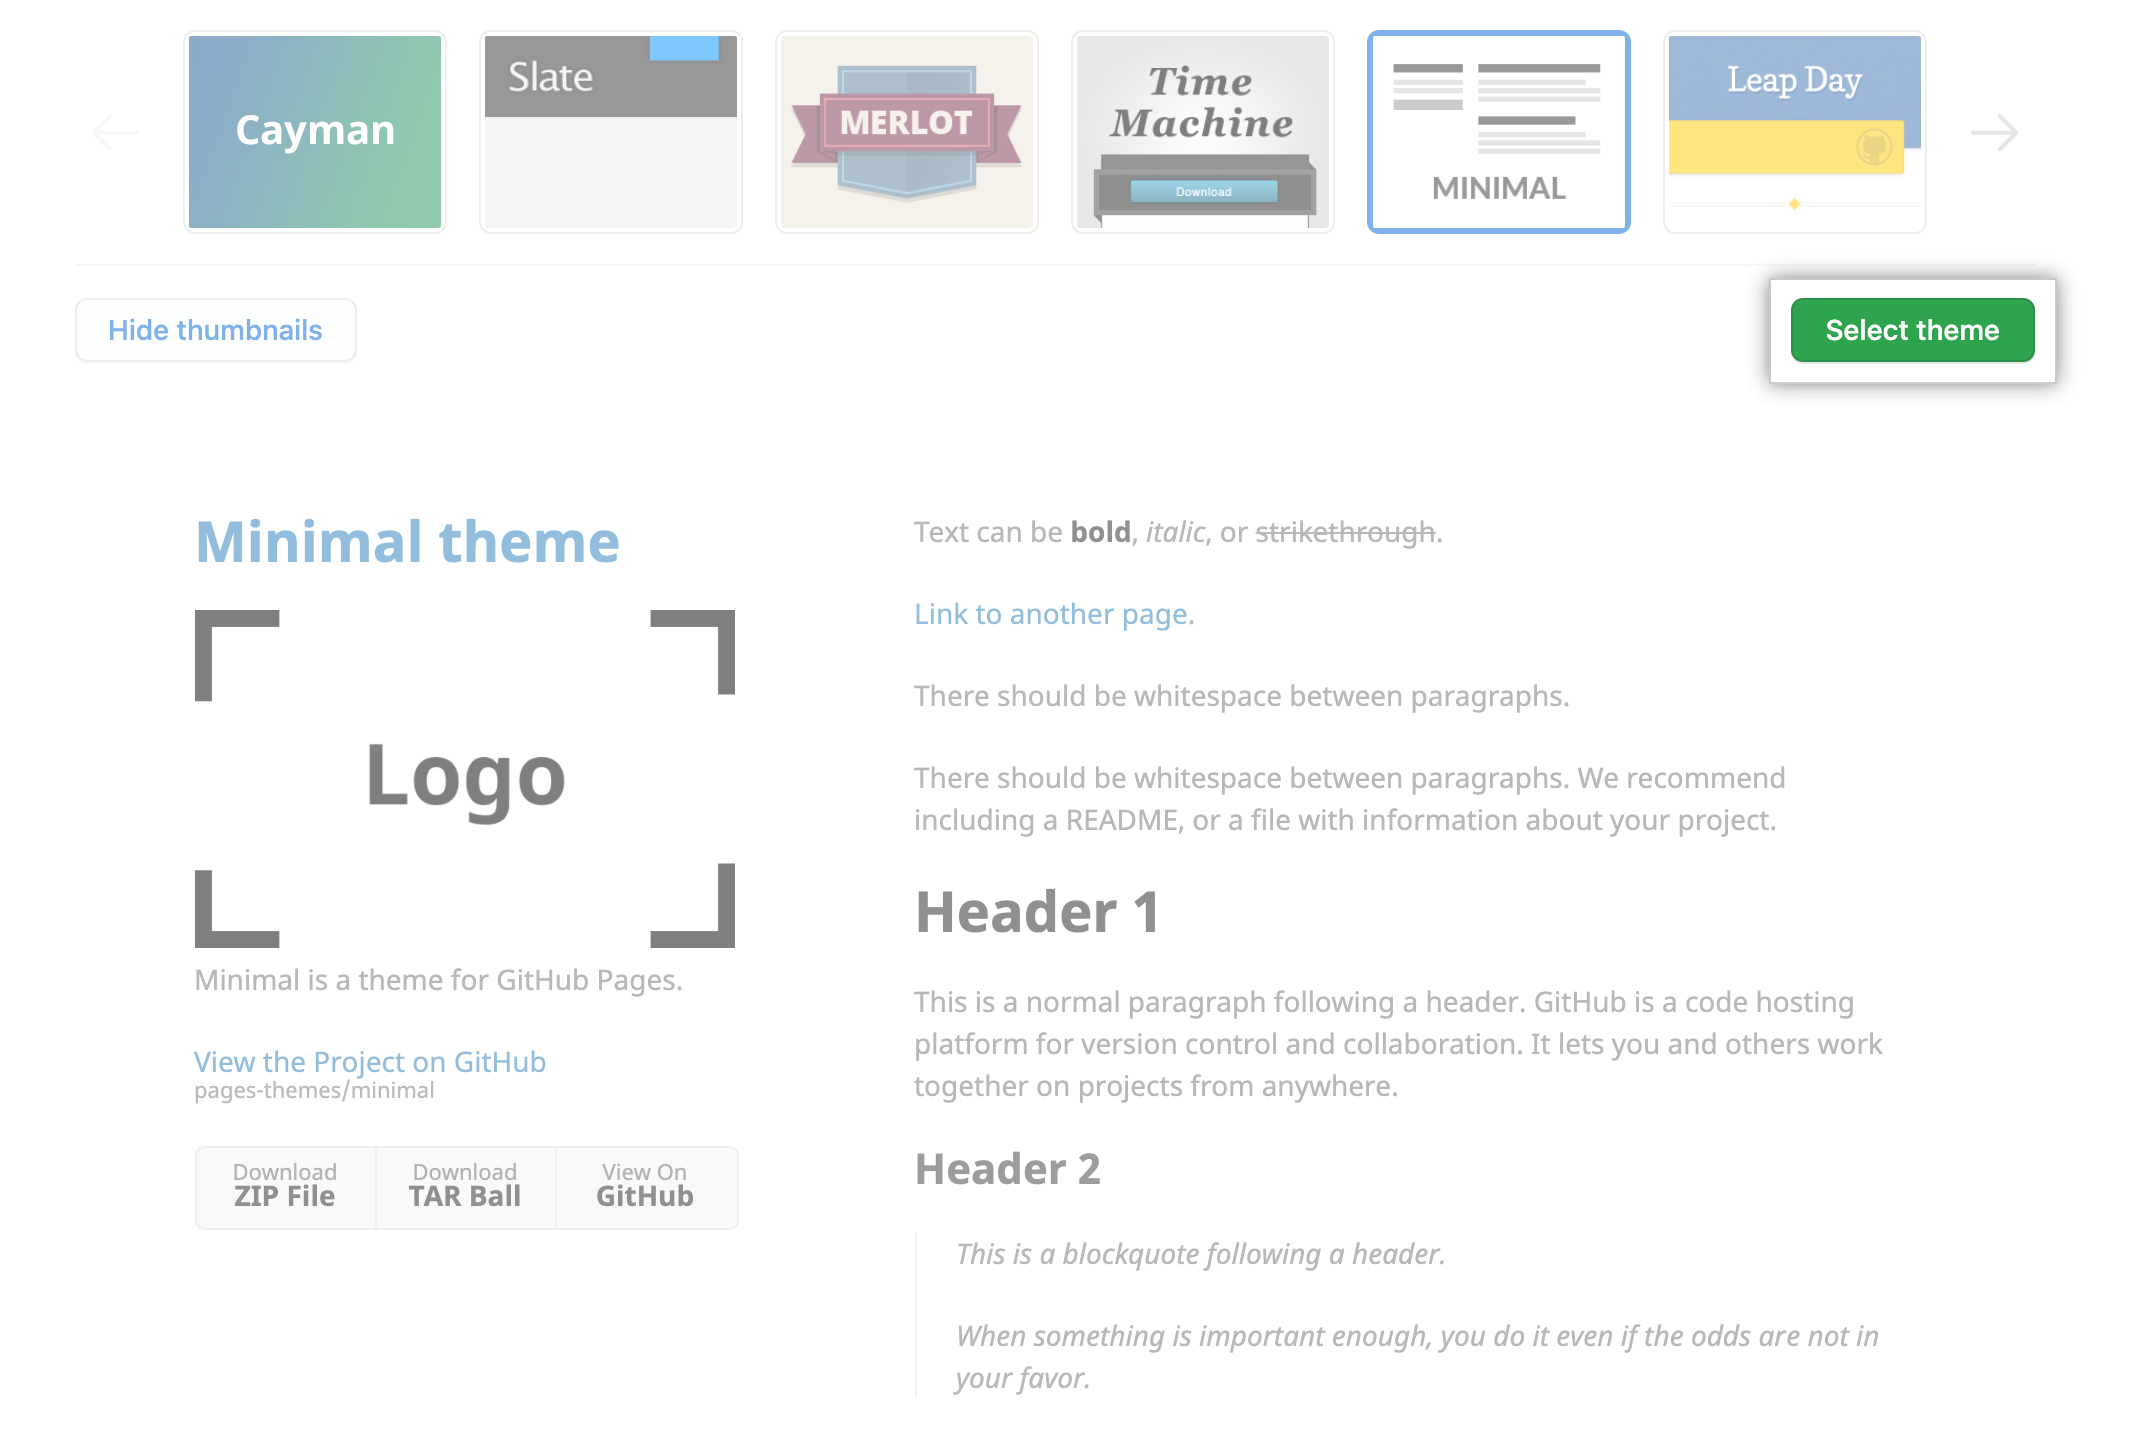 Cayman
Slate
MERLOT
Time
Machine
Download
MINIMAL
Leap Day
Hide thumbnails
Select theme
Minimal theme
Logo
Minimal is a theme for GitHub Pages.
View the Project on GitHub
pages-themes/minimal
Download
ZIP File
Download
TAR Ball
View On
GitHub
Text can be bold, italic, or strikethrough.
Link to another page.
There should be whitespace between paragraphs.
There should be whitespace between paragraphs. We recommend
including a README, or a file with information about your project.
Header 1
This is a normal paragraph following a header. GitHub is a code hosting
platform for version control and collaboration. It lets you and others work
together on projects from anywhere.
Header 2
This is a blockquote following a header.
When something is important enough, you do it even if the odds are not in
your favor.